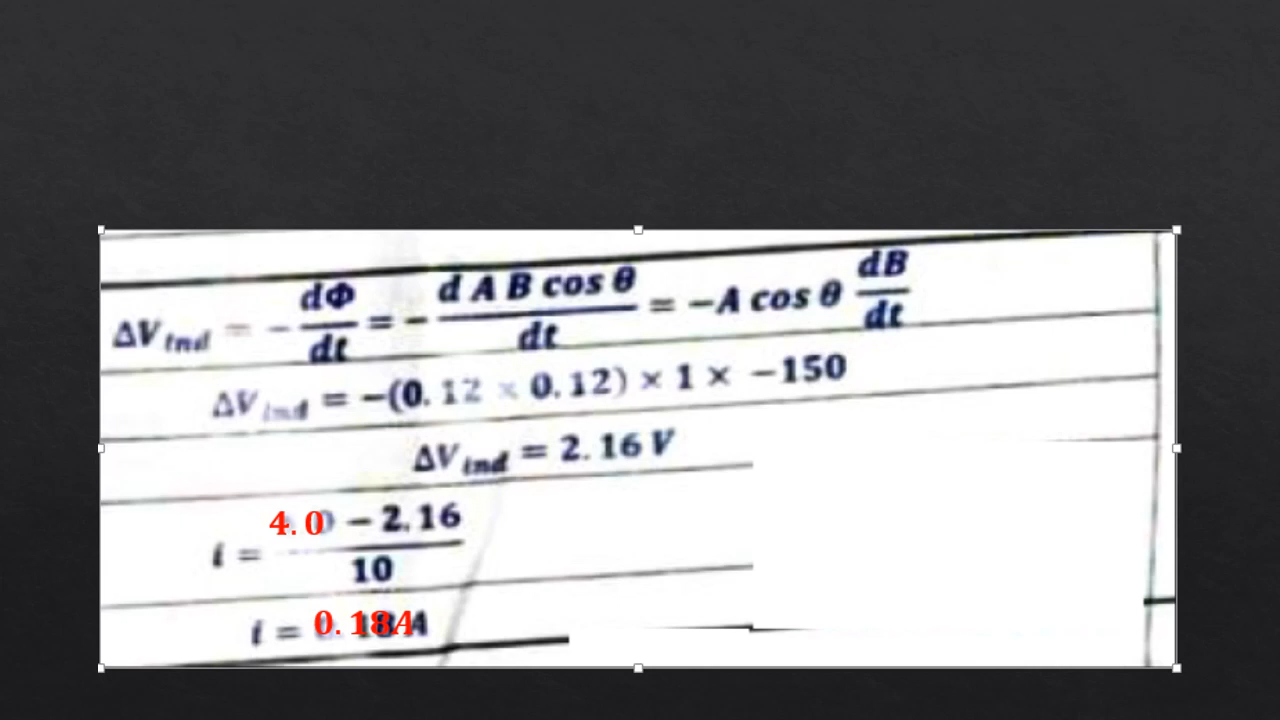 ΔV_ind = − dΦ/dt = − d A B cos θ/dt = −A cos θ dB/dt
ΔV_ind = −(0.12 × 0.12) × 1 × −150
ΔV_ind = 2.16 V
i = (4.0 − 2.16)/10
i = 0.18A